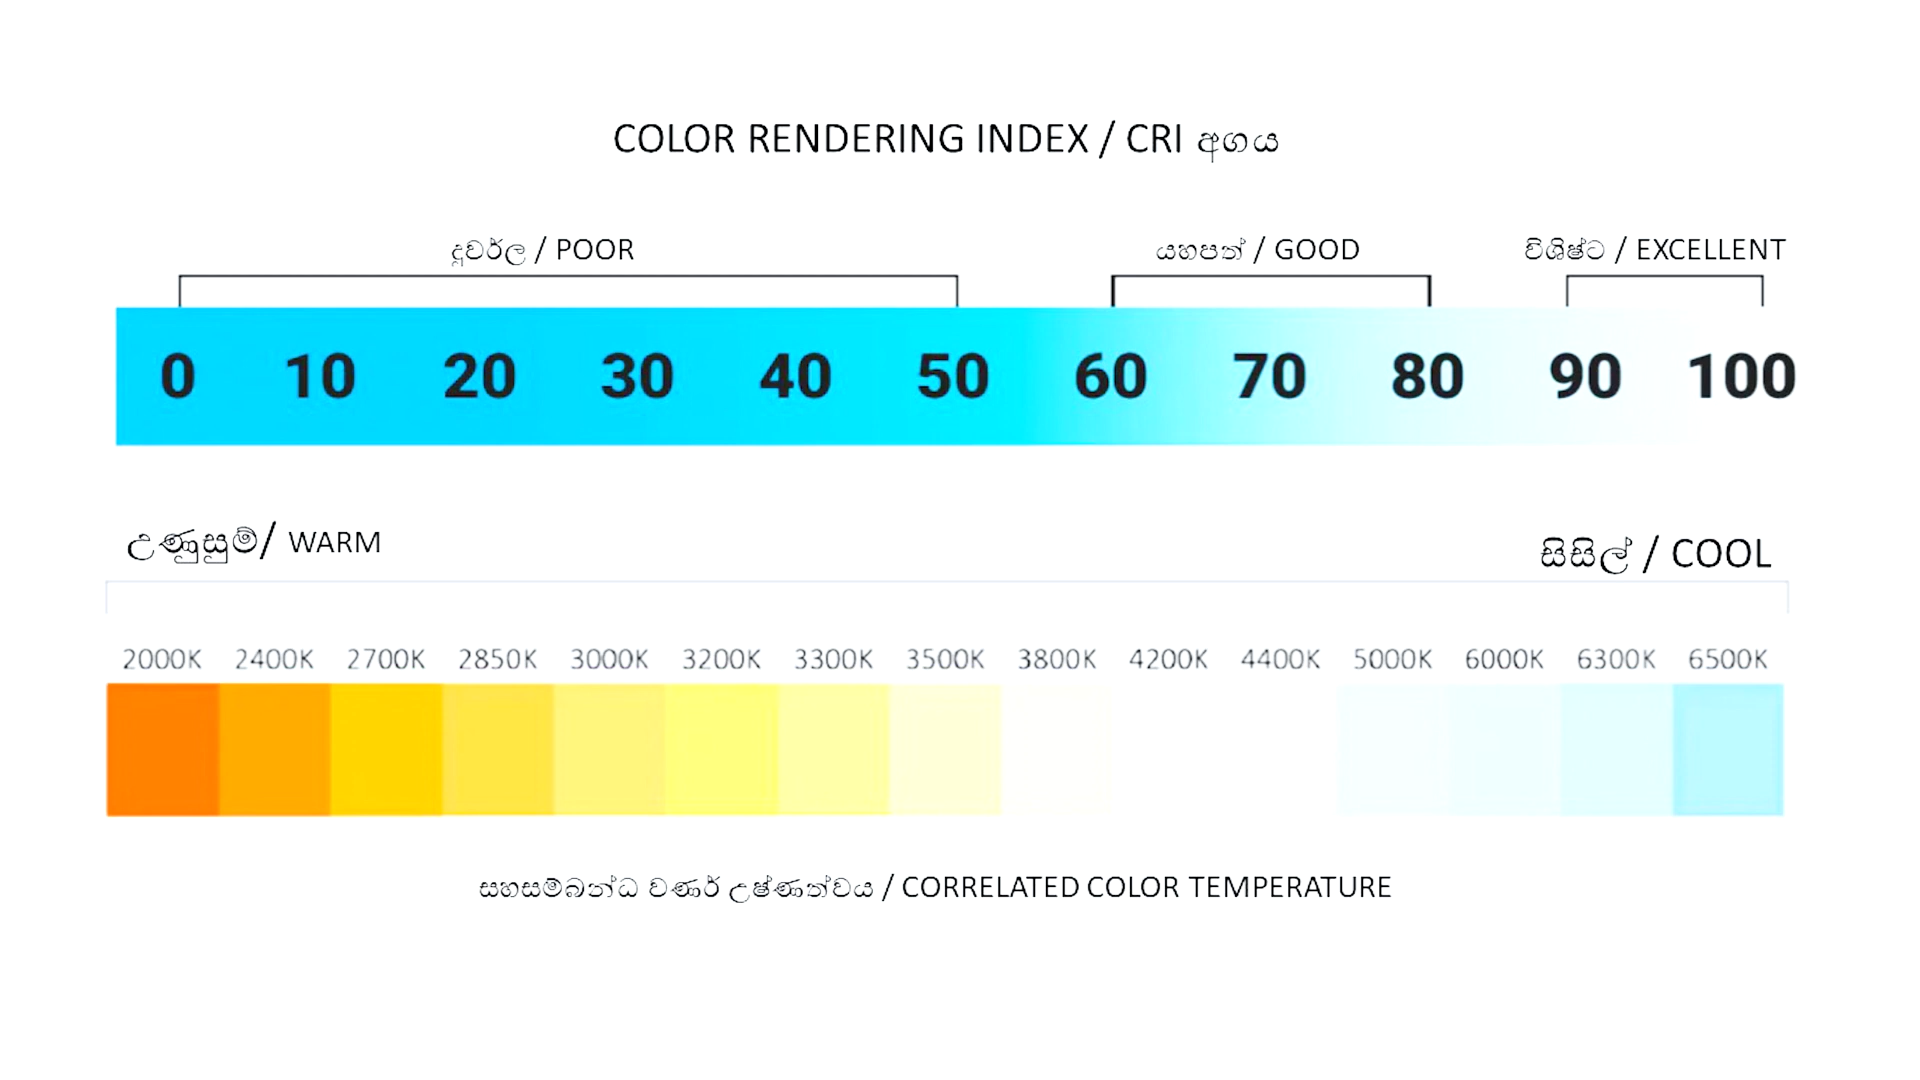 COLOR RENDERING INDEX / CRI අගය
දූවර්ල / POOR
යහපත් / GOOD
විශිෂ්ට / EXCELLENT
0 10 20 30 40 50 60 70 80 90 100
උණුසුම්/ WARM
සිසිල් / COOL
2000K 2400K 2700K 2850K 3000K 3200K 3300K 3500K 3800K 4200K 4400K 5000K 6000K 6300K 6500K
සහසම්බන්ධ වණර් උෂ්ණත්වය / CORRELATED COLOR TEMPERATURE